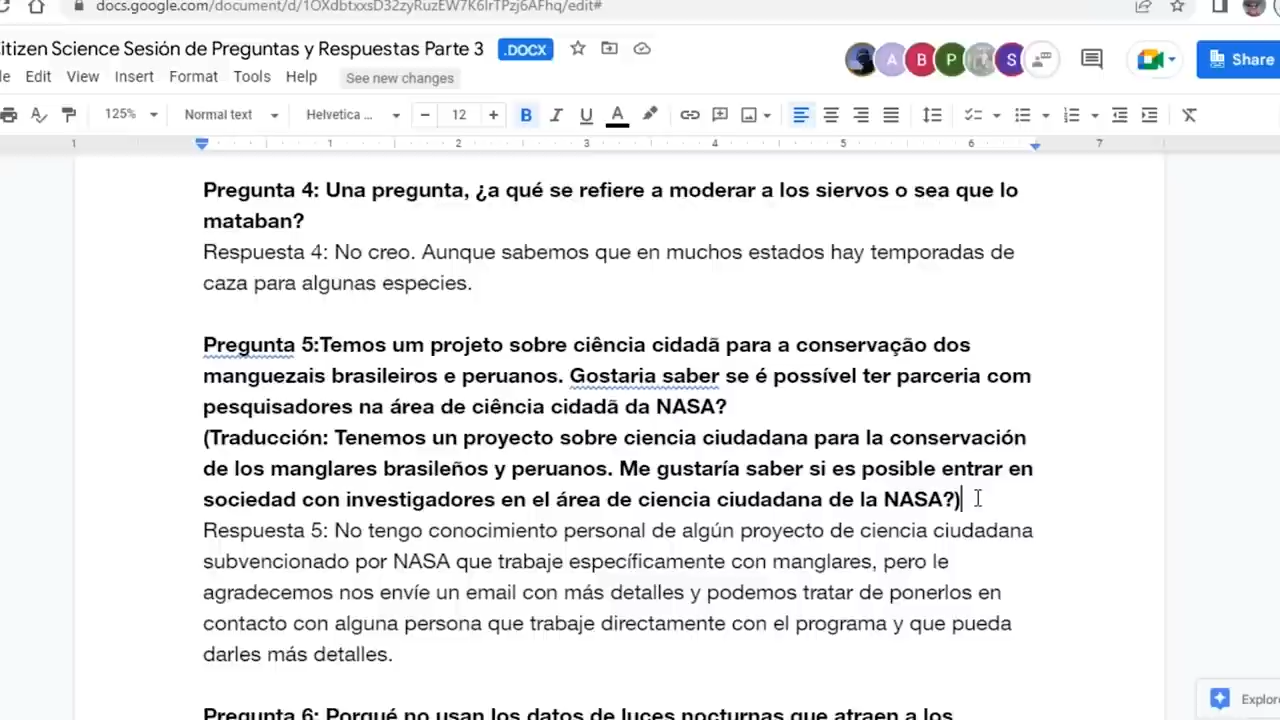 docs.google.com/document/d/1OXdbtxxsD32zyRuzEW7K6IrTPzj6AFhq/edit#
itizen Science Sesión de Preguntas y Respuestas Parte 3 .DOCX
le Edit View Insert Format Tools Help See new changes
A B P S Share
125% Normal text Helvetica ... - 12 + B I U A
1 1 2 3 4 5 6 7
Pregunta 4: Una pregunta, ¿a qué se refiere a moderar a los siervos o sea que lo
mataban?
Respuesta 4: No creo. Aunque sabemos que en muchos estados hay temporadas de
caza para algunas especies.
Pregunta 5:Temos um projeto sobre ciência cidadã para a conservação dos
manguezais brasileiros e peruanos. Gostaria saber se é possível ter parceria com
pesquisadores na área de ciência cidadã da NASA?
(Traducción: Tenemos un proyecto sobre ciencia ciudadana para la conservación
de los manglares brasileños y peruanos. Me gustaría saber si es posible entrar en
sociedad con investigadores en el área de ciencia ciudadana de la NASA?)
Respuesta 5: No tengo conocimiento personal de algún proyecto de ciencia ciudadana
subvencionado por NASA que trabaje específicamente con manglares, pero le
agradecemos nos envíe un email con más detalles y podemos tratar de ponerlos en
contacto con alguna persona que trabaje directamente con el programa y que pueda
darles más detalles.
Pregunta 6: Porqué no usan los datos de luces nocturnas que atraen a los
Explore